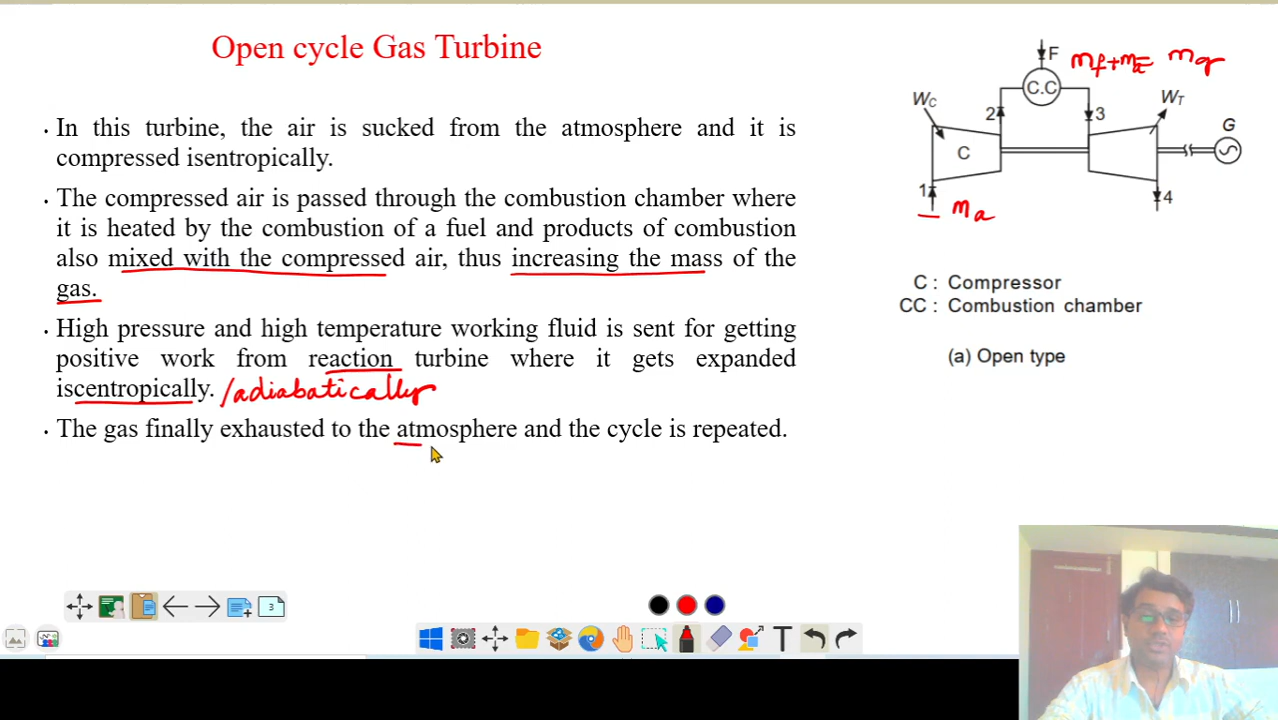 Open cycle Gas Turbine
· In this turbine, the air is sucked from the atmosphere and it is
compressed isentropically.
· The compressed air is passed through the combustion chamber where
it is heated by the combustion of a fuel and products of combustion
also mixed with the compressed air, thus increasing the mass of the
gas.
· High pressure and high temperature working fluid is sent for getting
positive work from reaction turbine where it gets expanded
iscentropically. /adiabatically
· The gas finally exhausted to the atmosphere and the cycle is repeated.
F
mf+ma= mg
C.C
WC
2
3
WT
G
C
1
ma
4
C : Compressor
CC : Combustion chamber
(a) Open type
3
T